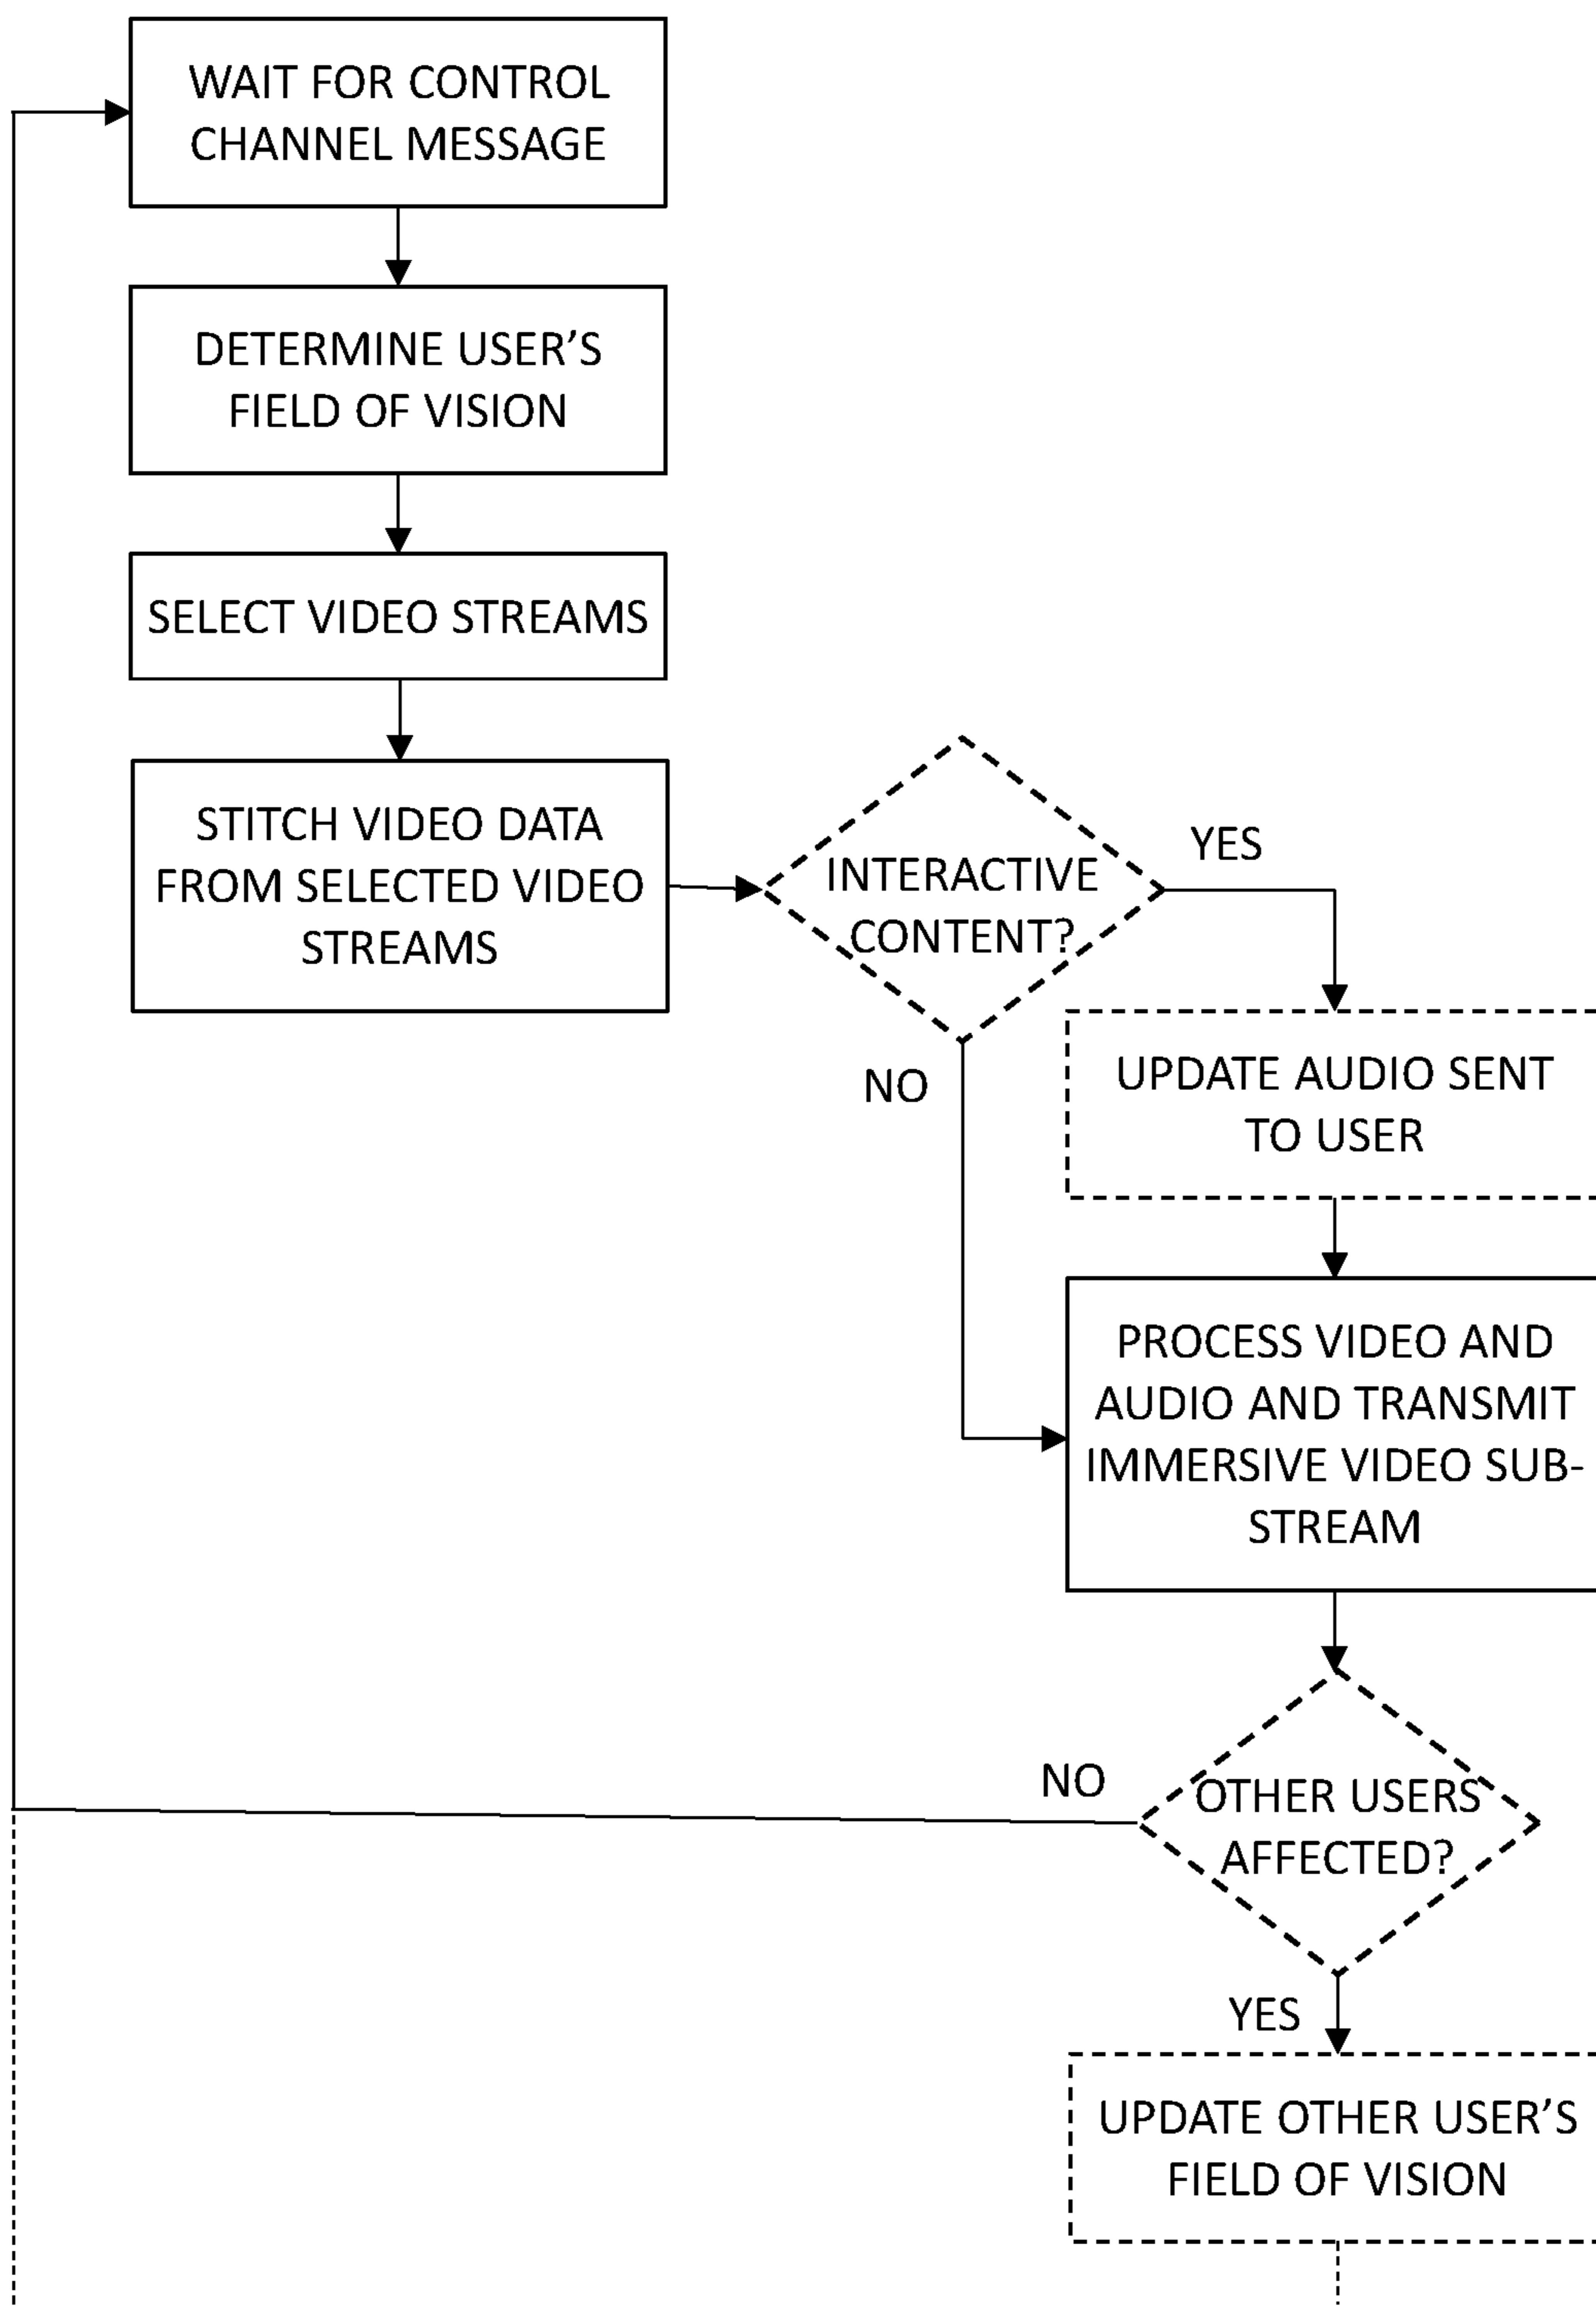 WAIT FOR CONTROL
CHANNEL MESSAGE
DETERMINE USER’S
FIELD OF VISION
SELECT VIDEO STREAMS
STITCH VIDEO DATA
FROM SELECTED VIDEO
STREAMS
INTERACTIVE
CONTENT?
YES
NO
UPDATE AUDIO SENT
TO USER
PROCESS VIDEO AND
AUDIO AND TRANSMIT
IMMERSIVE VIDEO SUB-
STREAM
NO
OTHER USERS
AFFECTED?
YES
UPDATE OTHER USER’S
FIELD OF VISION